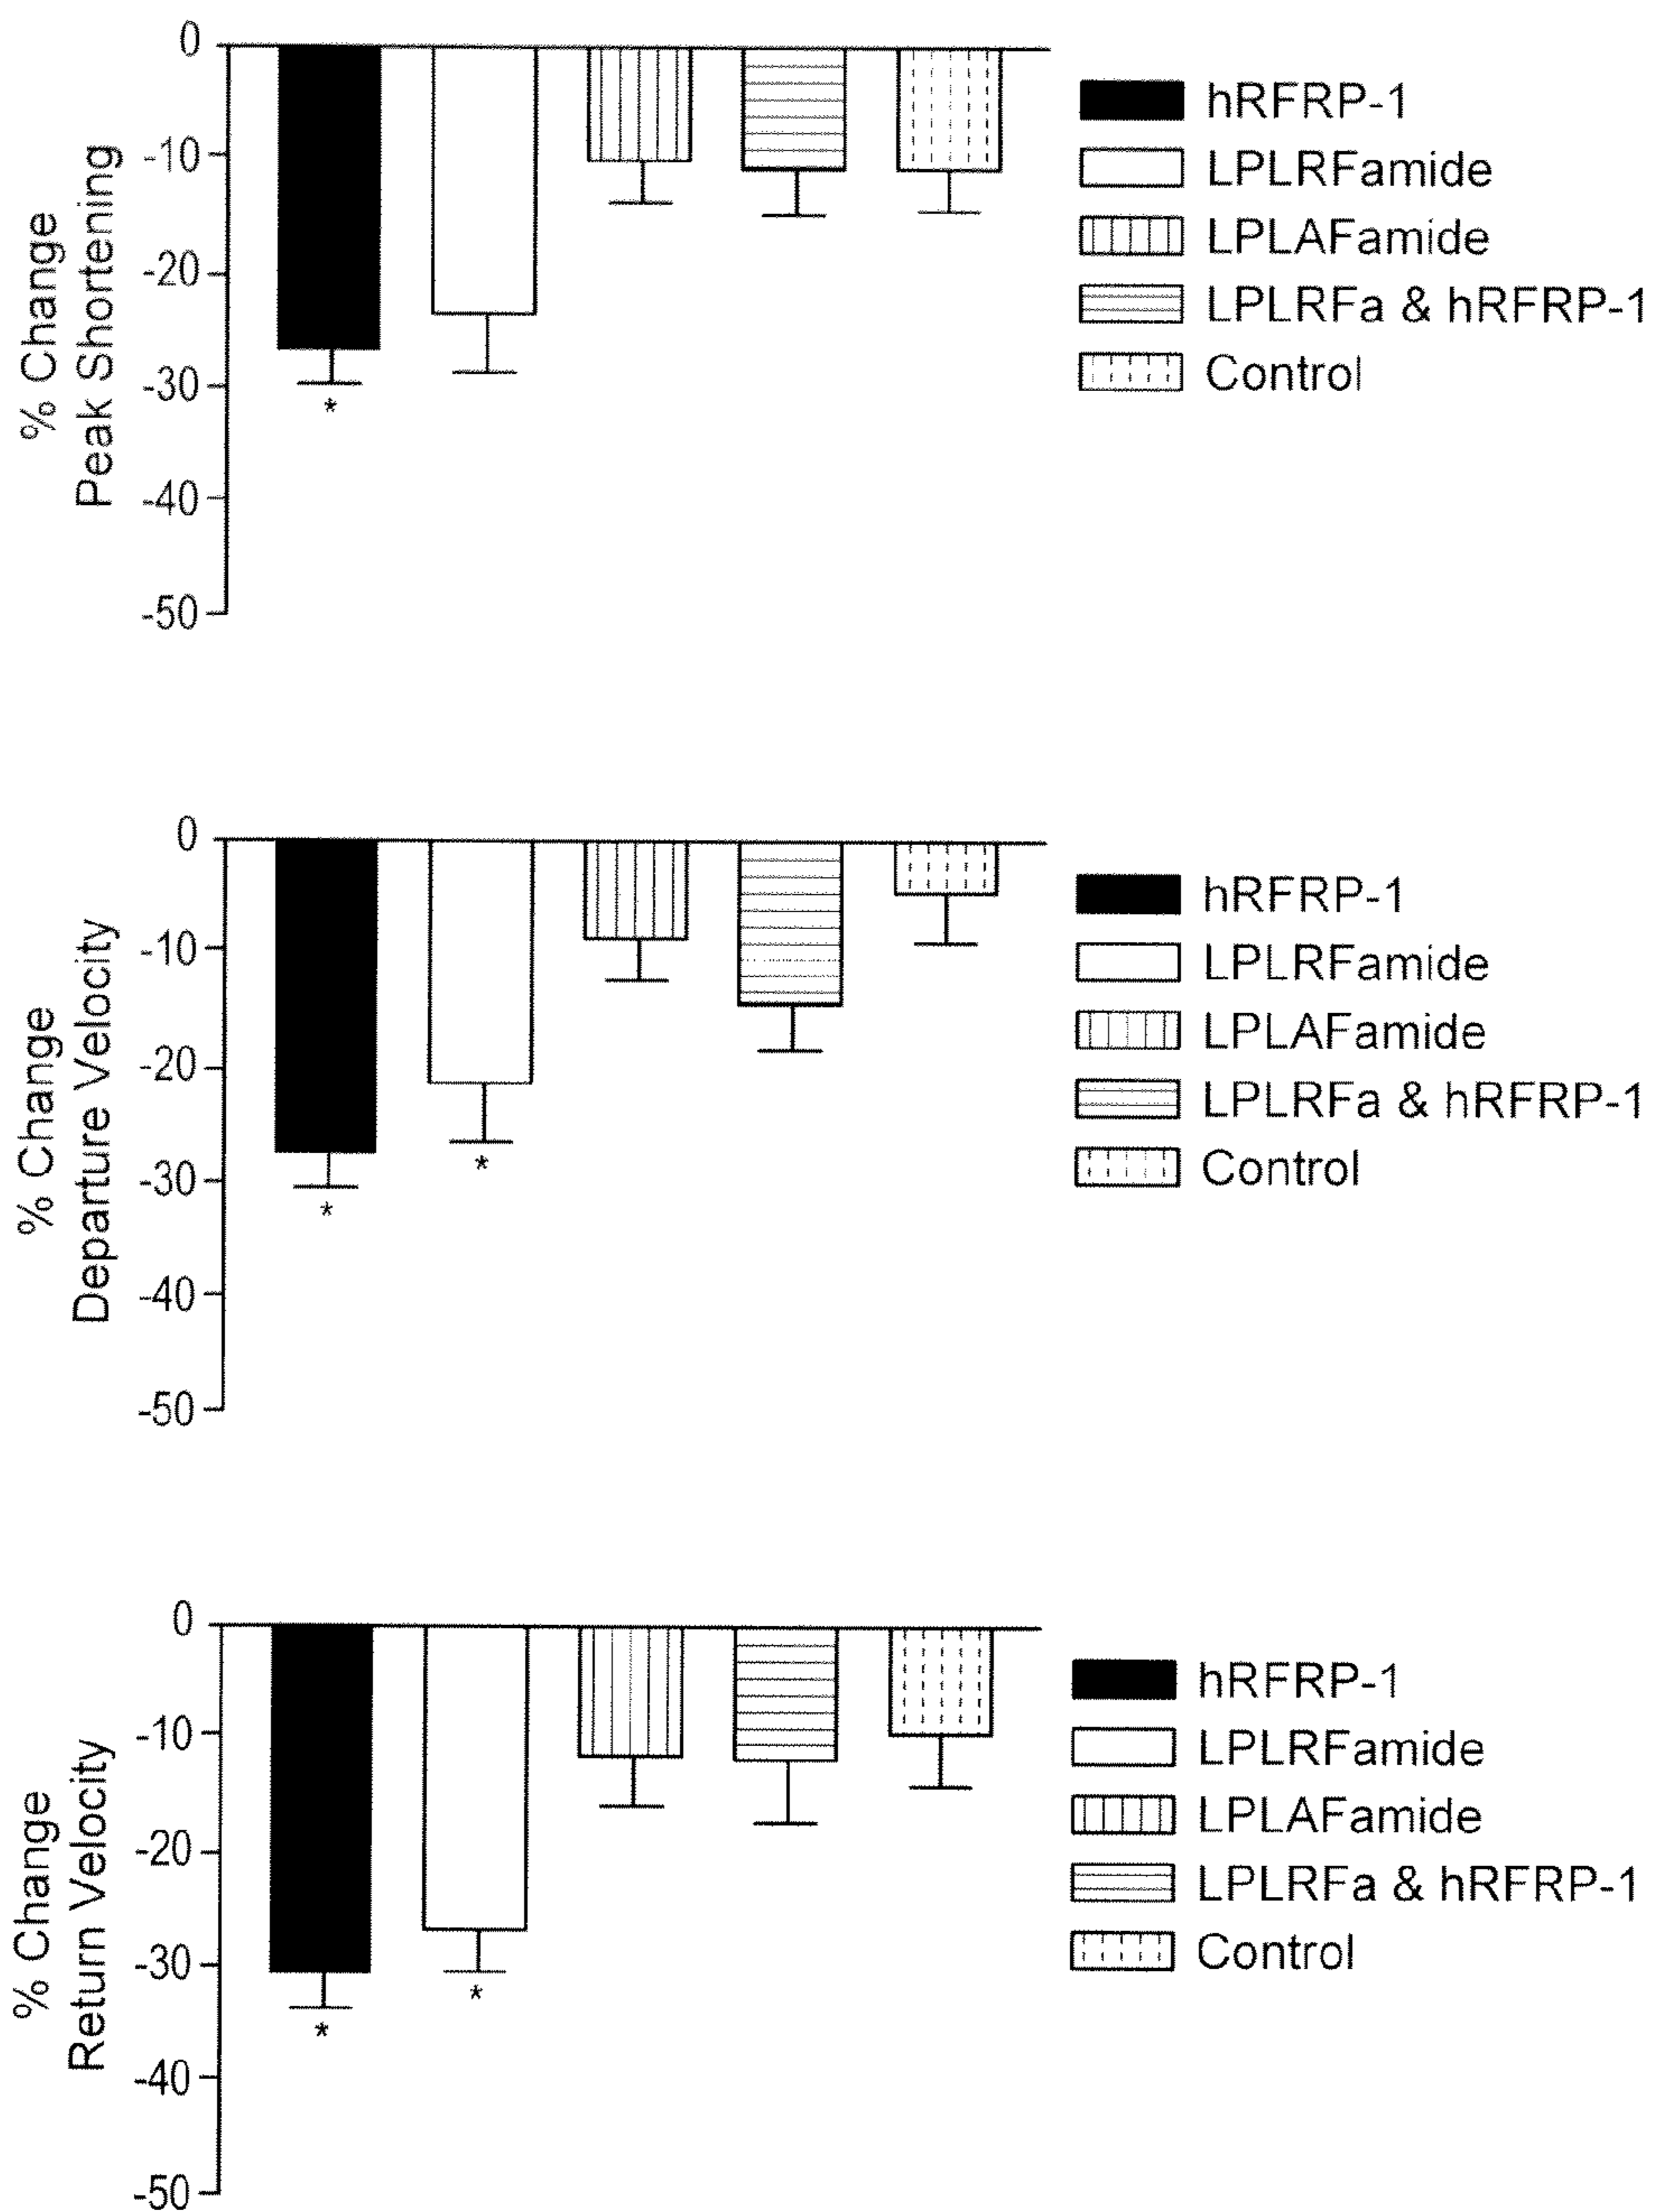 0
-10
-20
-30
-40
-50
% Change
Peak Shortening
*
hRFRP-1
LPLRFamide
LPLAFamide
LPLRFa & hRFRP-1
Control
0
-10
-20
-30
-40
-50
% Change
Departure Velocity
*
*
hRFRP-1
LPLRFamide
LPLAFamide
LPLRFa & hRFRP-1
Control
0
-10
-20
-30
-40
-50
% Change
Return Velocity
*
*
hRFRP-1
LPLRFamide
LPLAFamide
LPLRFa & hRFRP-1
Control